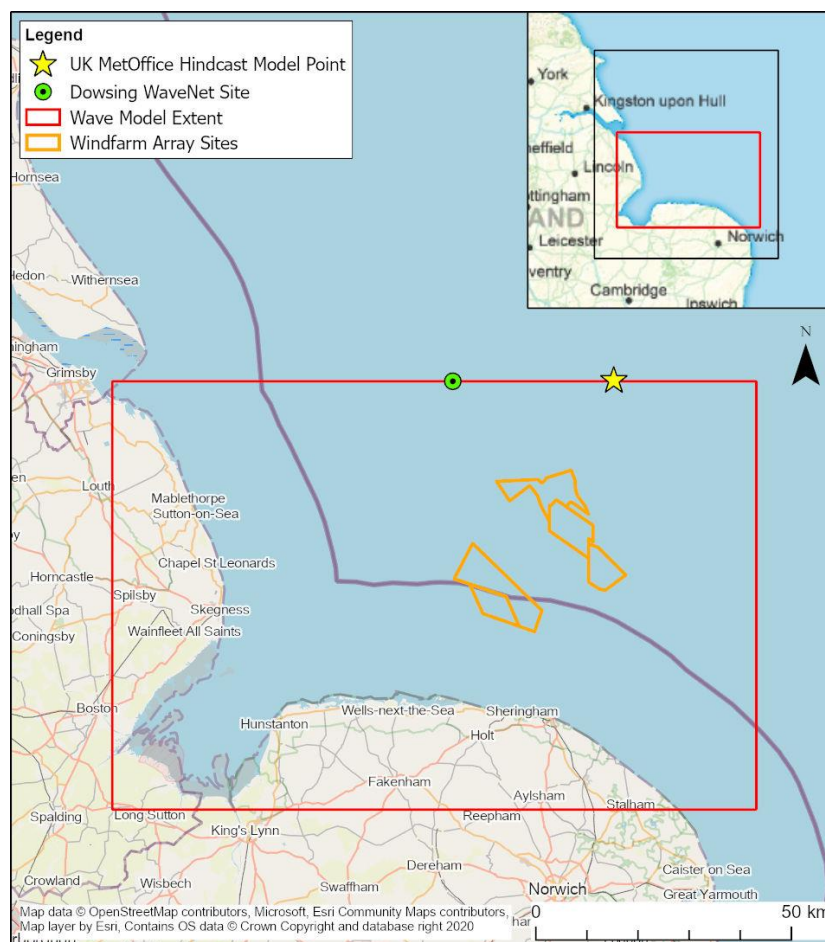 Legend
UK MetOffice Hindcast Model Point
Dowsing WaveNet Site
Wave Model Extent
Windfarm Array Sites
York
Kingston upon Hull
heffield
Lincoln
ottingham
AND
Leicester
Norwich
ventry
Cambridge
Ipswich
Hornsea
Hedon
Withernsea
N
ingham
Grimsby
Louth
Mablethorpe
Sutton-on-Sea
Chapel St Leonards
Horncastle
Spilsby
Skegness
odhall Spa
Coningsby
Wainfleet All Saints
Boston
Hunstanton
Wells-next-the-Sea
Sheringham
Holt
Fakenham
Aylsham
Stalham
Reepham
Spalding
Long Sutton
King's Lynn
Dereham
Caister on Sea
Crowland
Wisbech
Swaffham
Norwich
Great Yarmouth
Map data © OpenStreetMap contributors, Microsoft, Esri Community Maps contributors,
Map layer by Esri, Contains OS data © Crown Copyright and database right 2020
0
50 km